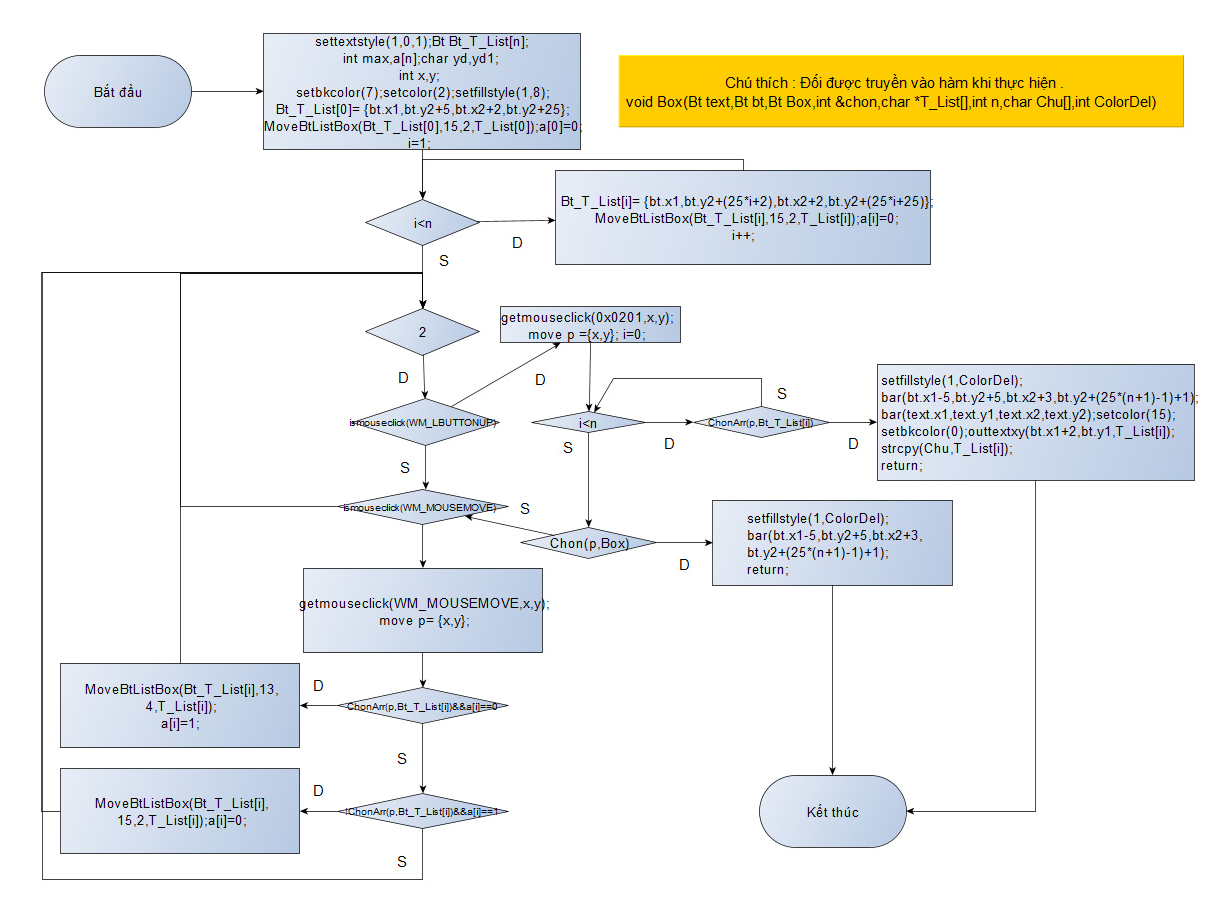 Bắt đầu
settextstyle(1,0,1);Bt Bt_T_List[n];
int max,a[n];char yd,yd1;
int x,y;
setbkcolor(7);setcolor(2);setfillstyle(1,8);
Bt_T_List[0]= {bt.x1,bt.y2+5,bt.x2+2,bt.y2+25};
MoveBtListBox(Bt_T_List[0],15,2,T_List[0]);a[0]=0;
i=1;
Chú thích : Đối được truyền vào hàm khi thực hiện .
void Box(Bt text,Bt bt,Bt Box,int &chon,char *T_List[],int n,char Chu[],int ColorDel)
i<n
D
S
Bt_T_List[i]= {bt.x1,bt.y2+(25*i+2),bt.x2+2,bt.y2+(25*i+25)};
MoveBtListBox(Bt_T_List[i],15,2,T_List[i]);a[i]=0;
i++;
2
D
getmouseclick(0x0201,x,y);
move p ={x,y}; i=0;
D
ismouseclick(WM_LBUTTONUP)
S
i<n
D
S
ChonArr(p,Bt_T_List[i])
S
D
setfillstyle(1,ColorDel);
bar(bt.x1-5,bt.y2+5,bt.x2+3,bt.y2+(25*(n+1)-1)+1);
bar(text.x1,text.y1,text.x2,text.y2);setcolor(15);
setbkcolor(0);outtextxy(bt.x1+2,bt.y1,T_List[i]);
strcpy(Chu,T_List[i]);
return;
ismouseclick(WM_MOUSEMOVE)
S
Chon(p,Box)
D
setfillstyle(1,ColorDel);
bar(bt.x1-5,bt.y2+5,bt.x2+3,
bt.y2+(25*(n+1)-1)+1);
return;
getmouseclick(WM_MOUSEMOVE,x,y);
move p= {x,y};
MoveBtListBox(Bt_T_List[i],13,
4,T_List[i]);
a[i]=1;
D
ChonArr(p,Bt_T_List[i])&&a[i]==0
S
MoveBtListBox(Bt_T_List[i],
15,2,T_List[i]);a[i]=0;
D
!ChonArr(p,Bt_T_List[i])&&a[i]==1
S
Kết thúc